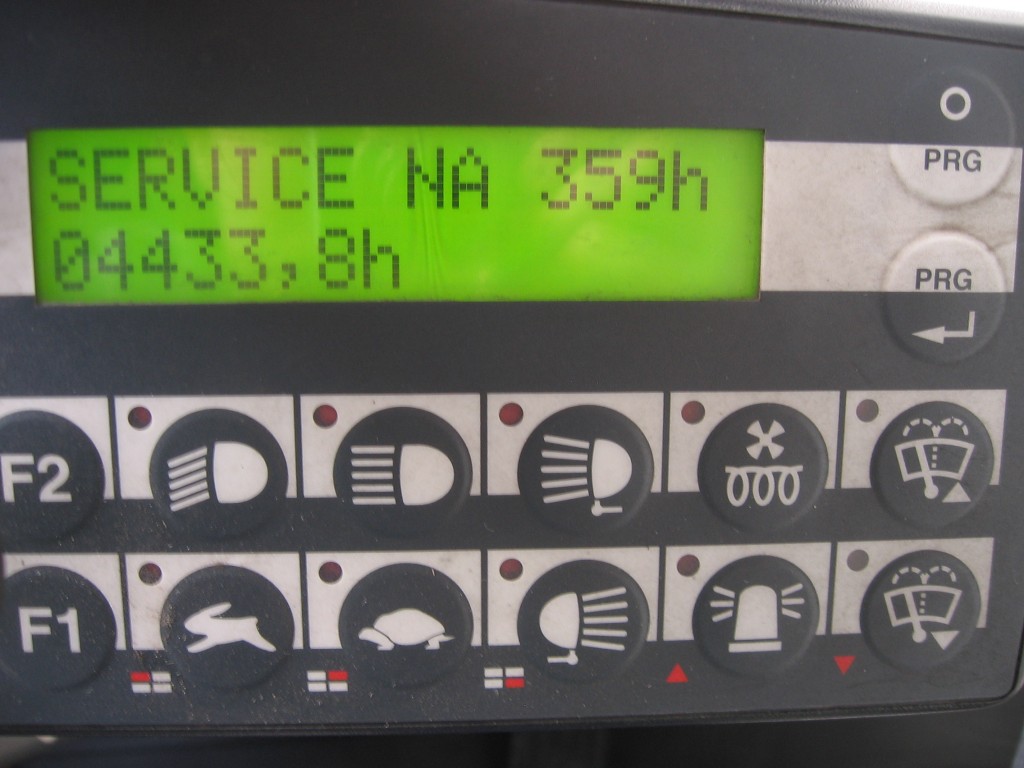 SERVICE NA 359h
04433,8h
PRG
PRG
F2
F1